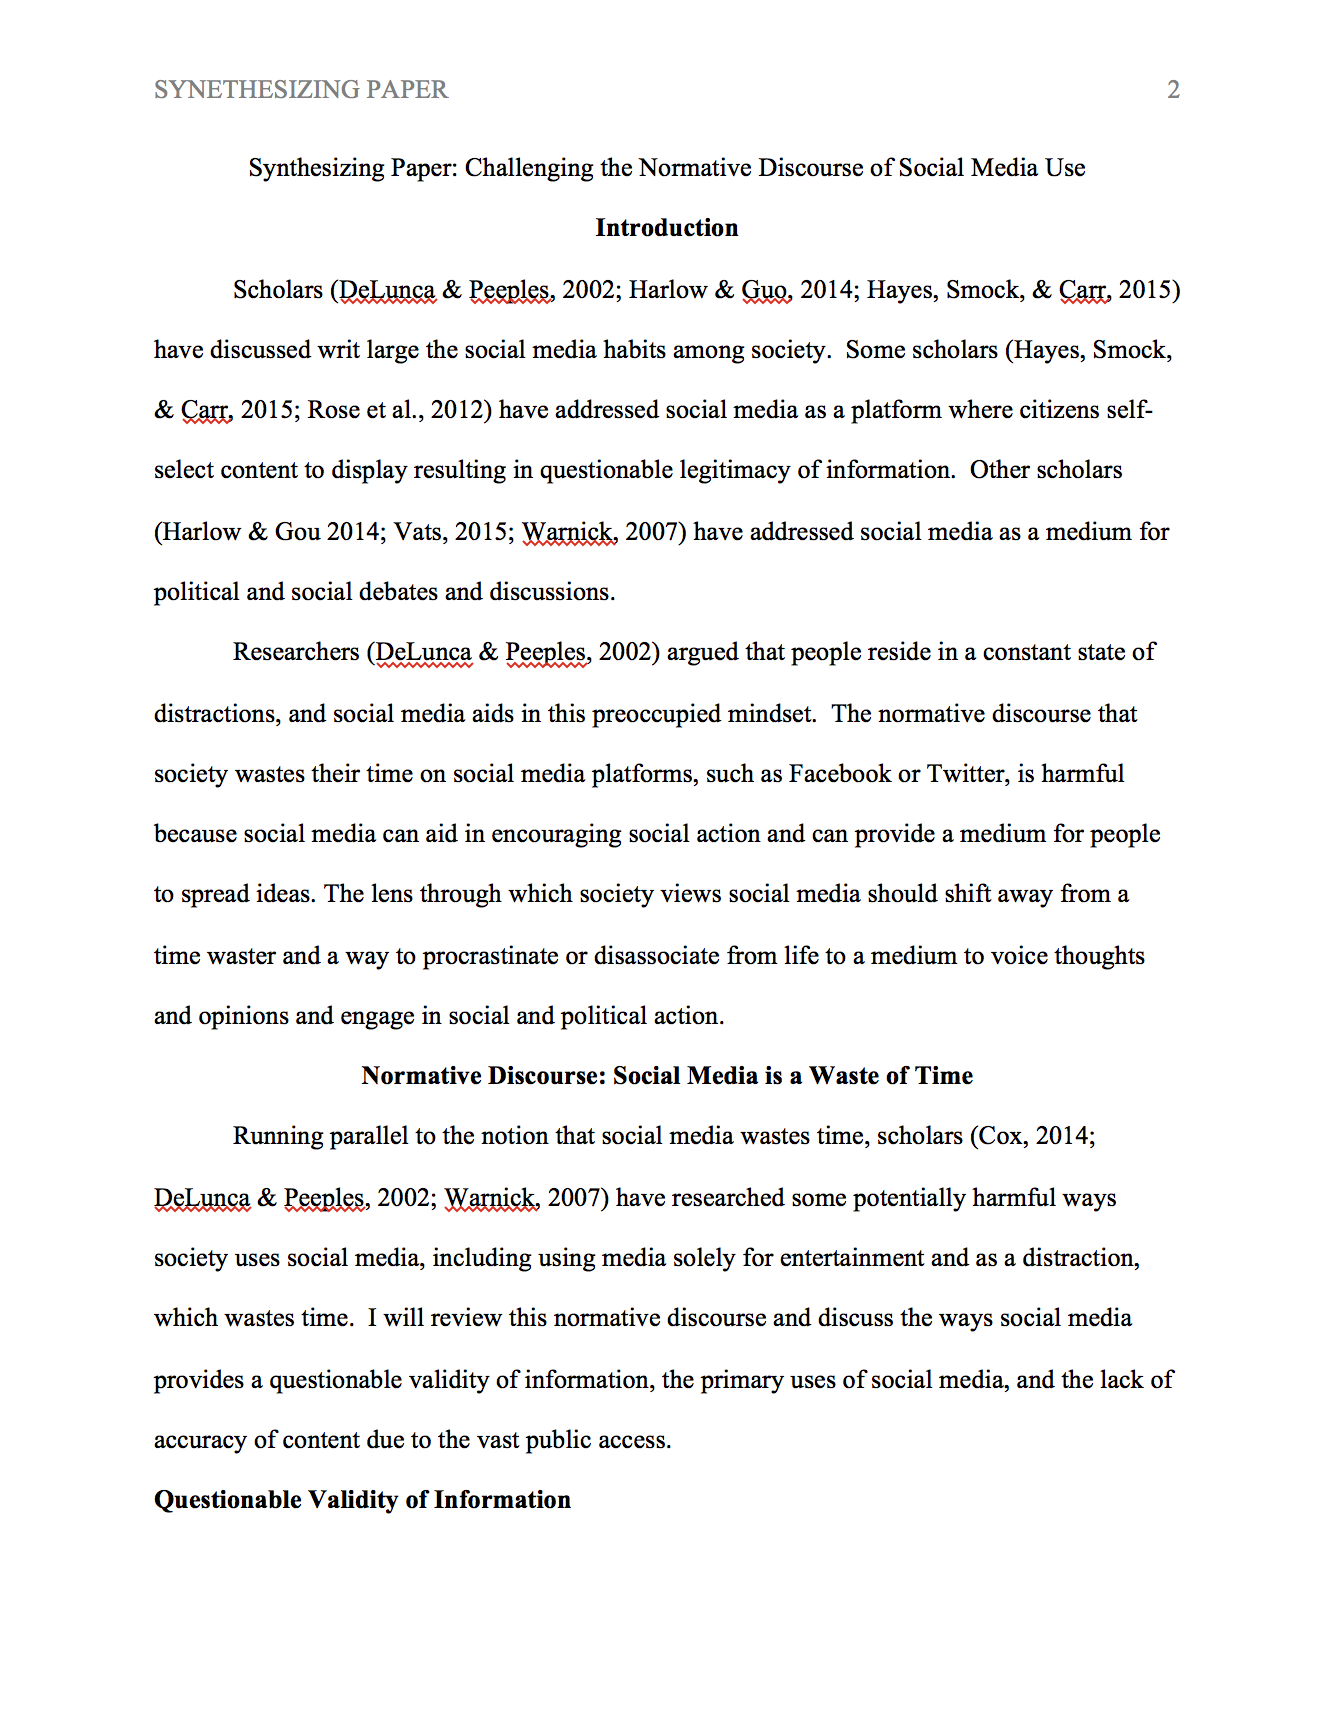 SYNETHESIZING PAPER 2
Synthesizing Paper: Challenging the Normative Discourse of Social Media Use
Introduction
Scholars (DeLunca & Peeples, 2002; Harlow & Guo, 2014; Hayes, Smock, & Carr, 2015)
have discussed writ large the social media habits among society.  Some scholars (Hayes, Smock,
& Carr, 2015; Rose et al., 2012) have addressed social media as a platform where citizens self-
select content to display resulting in questionable legitimacy of information.  Other scholars
(Harlow & Gou 2014; Vats, 2015; Warnick, 2007) have addressed social media as a medium for
political and social debates and discussions.
Researchers (DeLunca & Peeples, 2002) argued that people reside in a constant state of
distractions, and social media aids in this preoccupied mindset.  The normative discourse that
society wastes their time on social media platforms, such as Facebook or Twitter, is harmful
because social media can aid in encouraging social action and can provide a medium for people
to spread ideas. The lens through which society views social media should shift away from a
time waster and a way to procrastinate or disassociate from life to a medium to voice thoughts
and opinions and engage in social and political action.
Normative Discourse: Social Media is a Waste of Time
Running parallel to the notion that social media wastes time, scholars (Cox, 2014;
DeLunca & Peeples, 2002; Warnick, 2007) have researched some potentially harmful ways
society uses social media, including using media solely for entertainment and as a distraction,
which wastes time.  I will review this normative discourse and discuss the ways social media
provides a questionable validity of information, the primary uses of social media, and the lack of
accuracy of content due to the vast public access.
Questionable Validity of Information